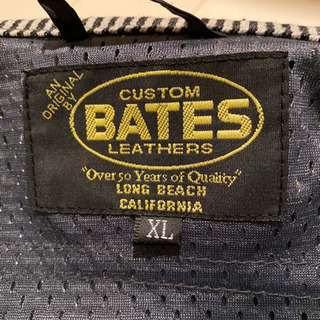 AN
ORIGINAL
BY
CUSTOM
BATES
LEATHERS
"Over 50 Years of Quality"
LONG BEACH
CALIFORNIA
XL